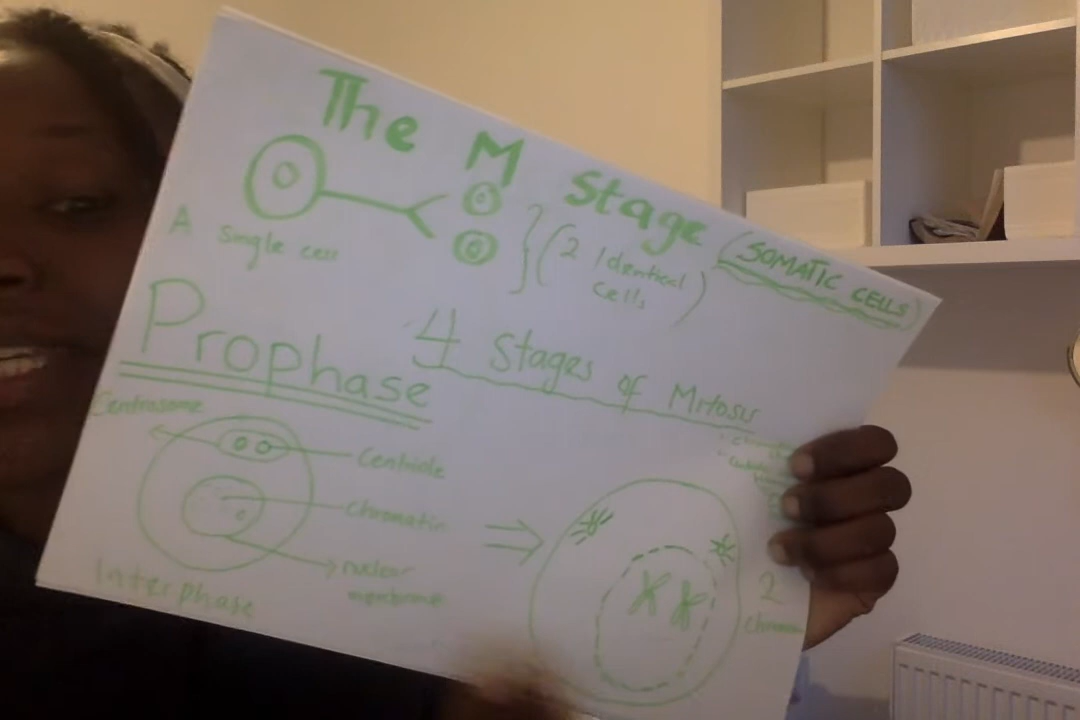 The M Stage (SOMATIC CELLS)
A single cell
(2 Identical
cells)
Prophase
4 Stages of Mitosis
Centrosome
Centriole
Chromatin
nuclear
membrane
Interphase
2